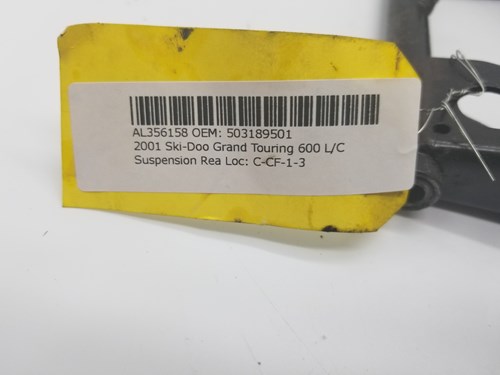 AL356158 OEM: 503189501
2001 Ski-Doo Grand Touring 600 L/C
Suspension Rea Loc: C-CF-1-3